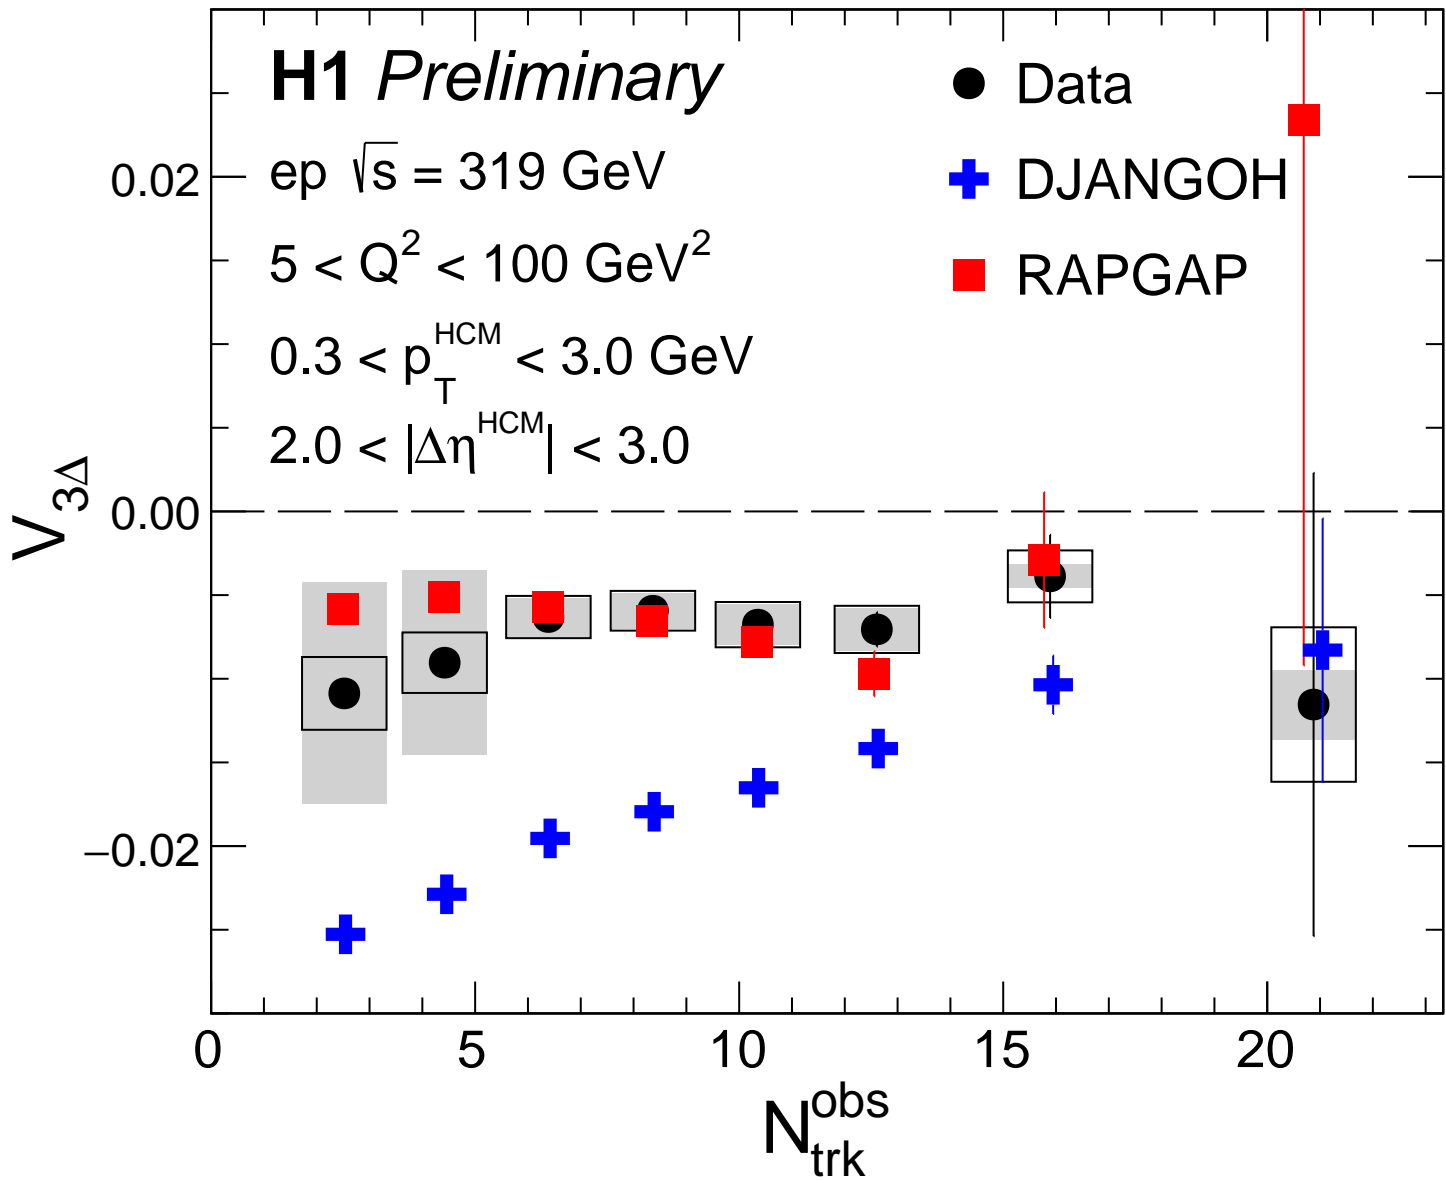 H1 Preliminary
ep √s = 319 GeV
5 < Q² < 100 GeV²
0.3 < p_T^HCM < 3.0 GeV
2.0 < |Δη^HCM| < 3.0
Data
DJANGOH
RAPGAP
V_3Δ
0.02
0.00
−0.02
0 5 10 15 20
N_trk^obs